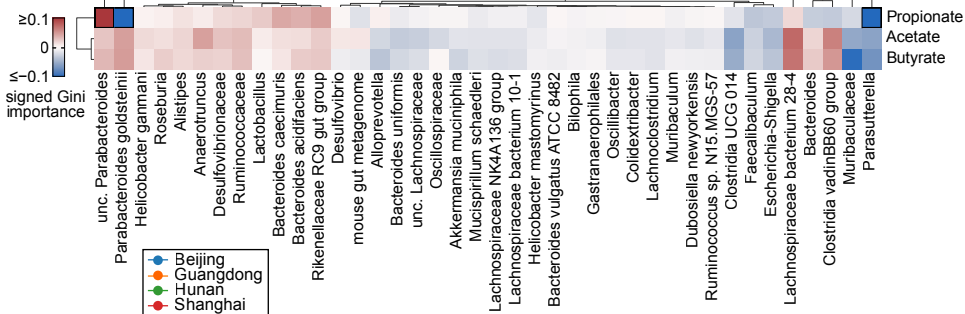 ≥0.1
0
≤−0.1
signed Gini
importance
Propionate
Acetate
Butyrate
unc. Parabacteroides
Parabacteroides goldsteinii
Helicobacter ganmani
Roseburia
Alistipes
Anaerotruncus
Desulfovibrionaceae
Ruminococcaceae
Lactobacillus
Bacteroides caecimuris
Bacteroides acidifaciens
Rikenellaceae RC9 gut group
Desulfovibrio
mouse gut metagenome
Alloprevotella
Bacteroides uniformis
unc. Lachnospiraceae
Oscillospiraceae
Akkermansia muciniphila
Mucispirillum schaedleri
Lachnospiraceae NK4A136 group
Lachnospiraceae bacterium 10-1
Helicobacter mastomyrinus
Bacteroides vulgatus ATCC 8482
Bilophila
Gastranaerophilales
Oscillibacter
Colidextribacter
Lachnoclostridium
Muribaculum
Dubosiella newyorkensis
Ruminococcus sp. N15.MGS-57
Clostridia UCG 014
Faecalibaculum
Escherichia-Shigella
Lachnospiraceae bacterium 28-4
Bacteroides
Clostridia vadinBB60 group
Muribaculaceae
Parasutterella
Beijing
Guangdong
Hunan
Shanghai